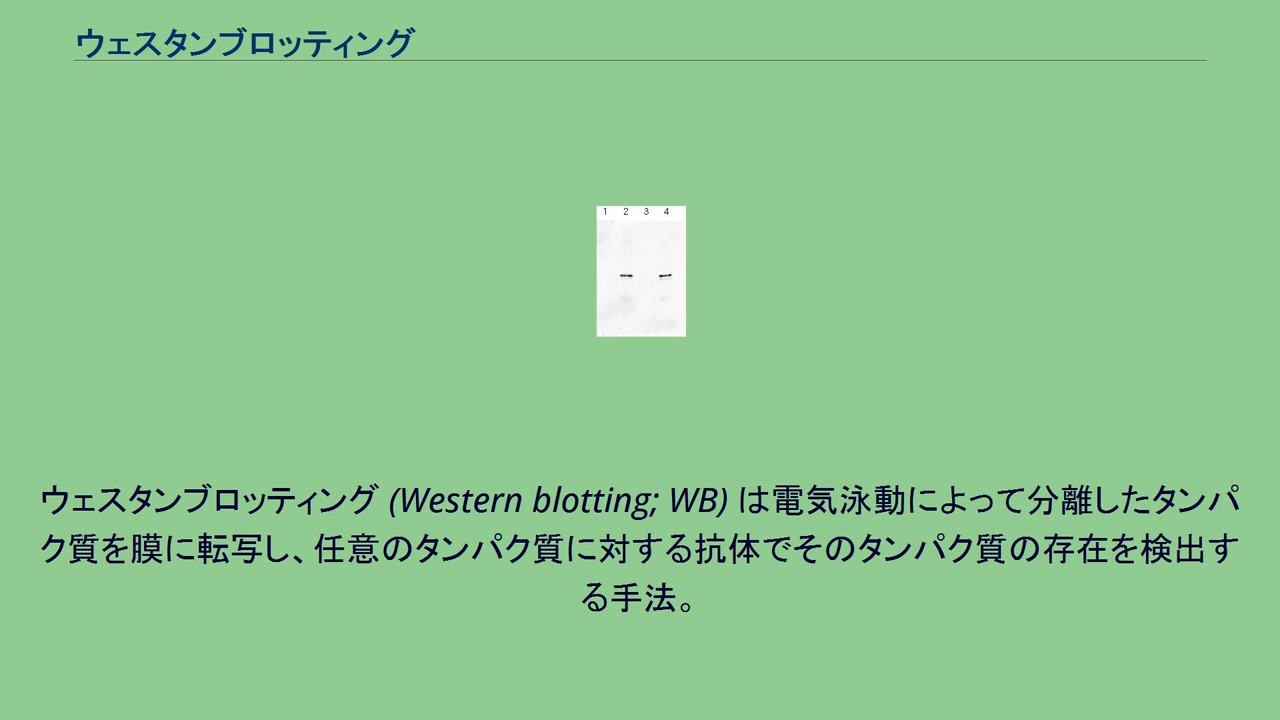 ウェスタンブロッティング
1 2 3 4
ウェスタンブロッティング (Western blotting; WB) は電気泳動によって分離したタンパ
ク質を膜に転写し、任意のタンパク質に対する抗体でそのタンパク質の存在を検出す
る手法。